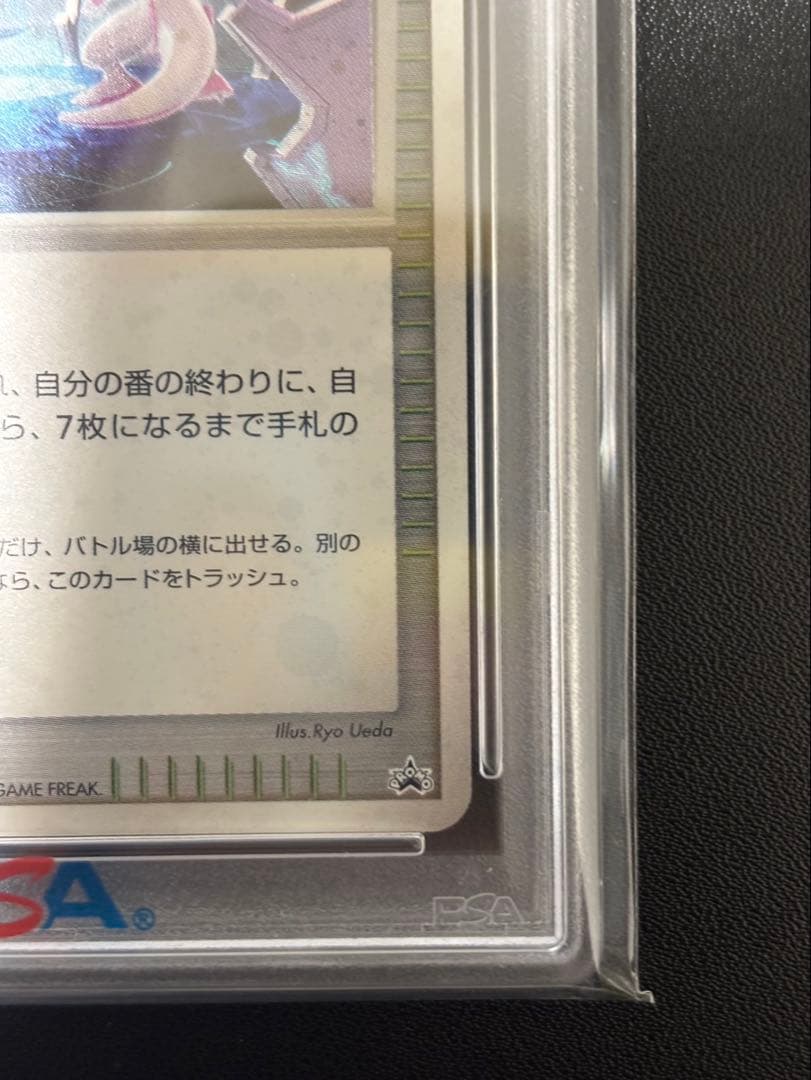 、自分の番の終わりに、自
ら、7枚になるまで手札の
だけ、バトル場の横に出せる。別の
なら、このカードをトラッシュ。
Illus.Ryo Ueda
GAME FREAK.
PROMO
SA®
PSA